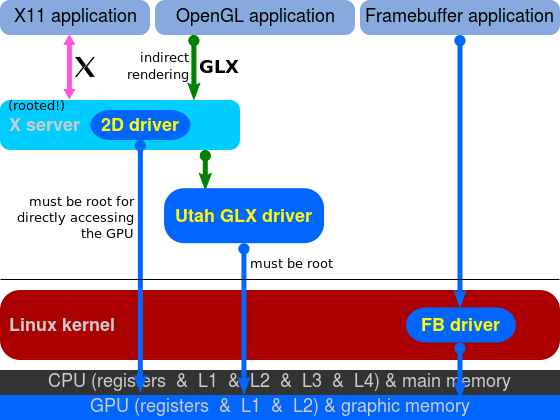 X11 application
OpenGL application
Framebuffer application
X
indirect
rendering
GLX
(rooted!)
X server
2D driver
must be root for
directly accessing
the GPU
Utah GLX driver
must be root
Linux kernel
FB driver
CPU (registers & L1 & L2 & L3 & L4) & main memory
GPU (registers & L1 & L2) & graphic memory